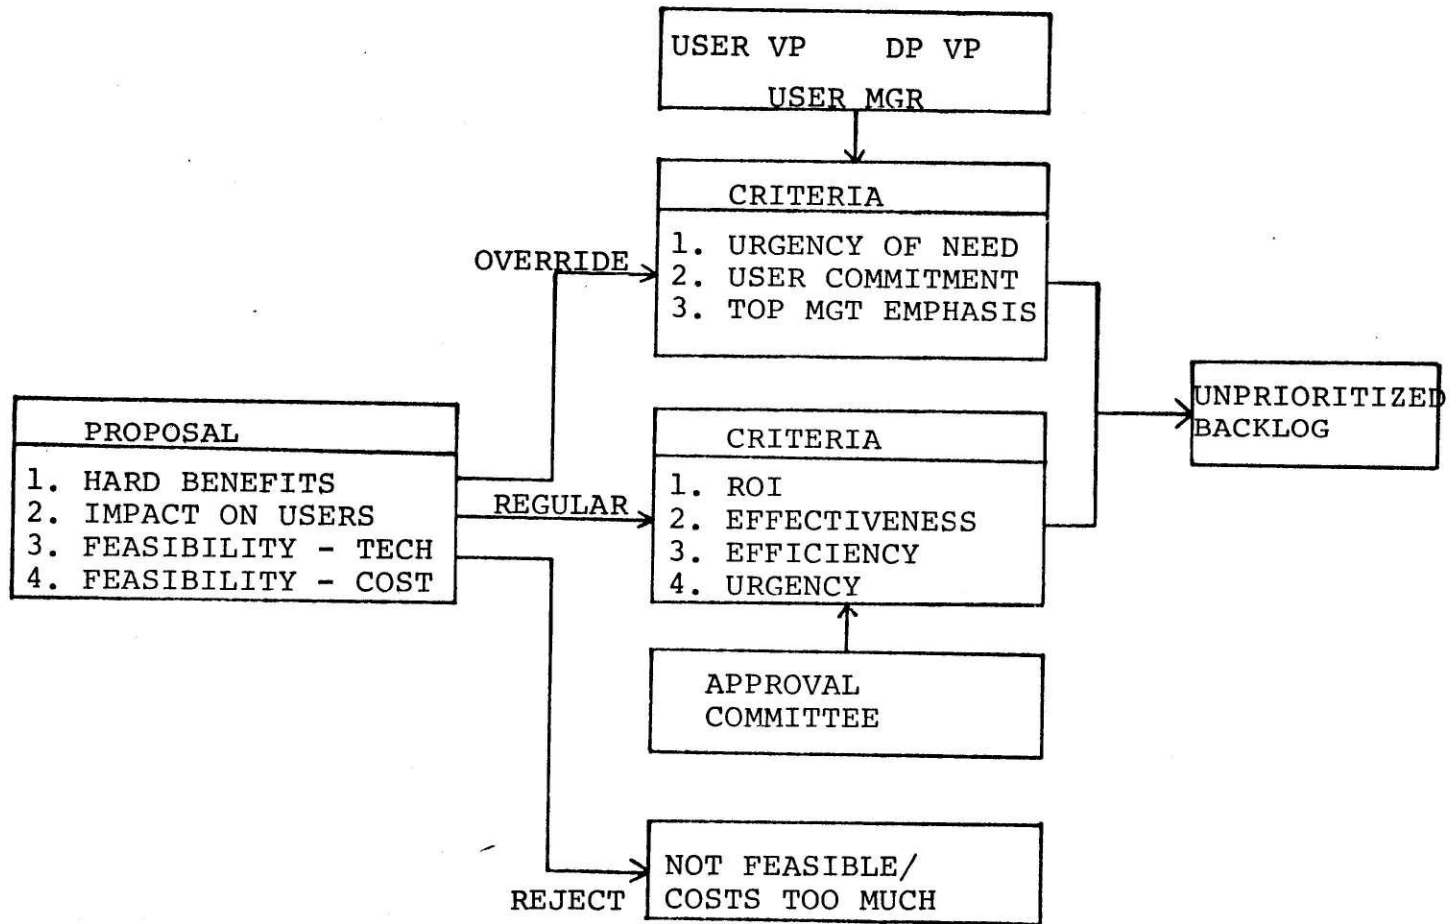 USER VP DP VP
USER MGR
CRITERIA
1. URGENCY OF NEED
2. USER COMMITMENT
3. TOP MGT EMPHASIS
OVERRIDE
PROPOSAL
1. HARD BENEFITS
2. IMPACT ON USERS
3. FEASIBILITY - TECH
4. FEASIBILITY - COST
REGULAR
CRITERIA
1. ROI
2. EFFECTIVENESS
3. EFFICIENCY
4. URGENCY
UNPRIORITIZED
BACKLOG
APPROVAL
COMMITTEE
REJECT
NOT FEASIBLE/
COSTS TOO MUCH